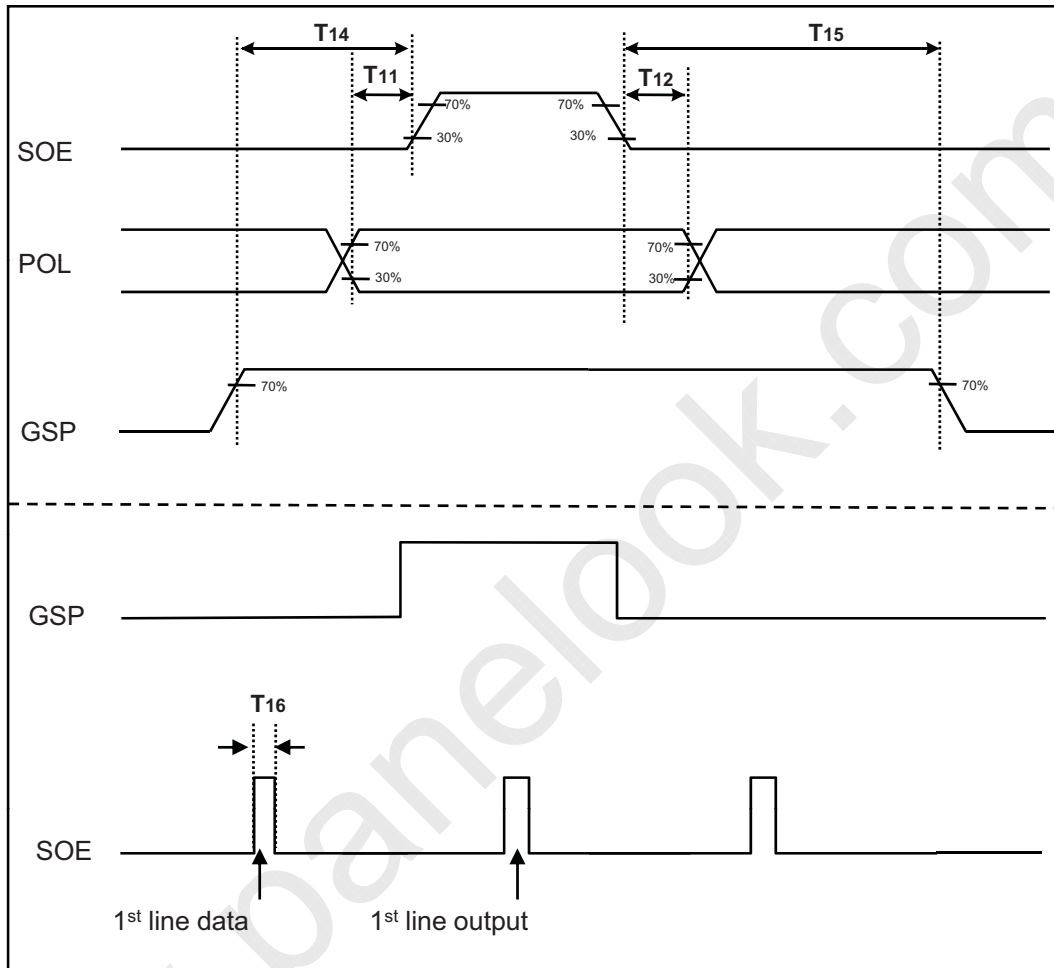 T14
T15
T11
T12
70%
70%
SOE
30%
30%
POL
70%
70%
30%
30%
GSP
70%
70%
GSP
T16
SOE
1st line data
1st line output
panelook.com